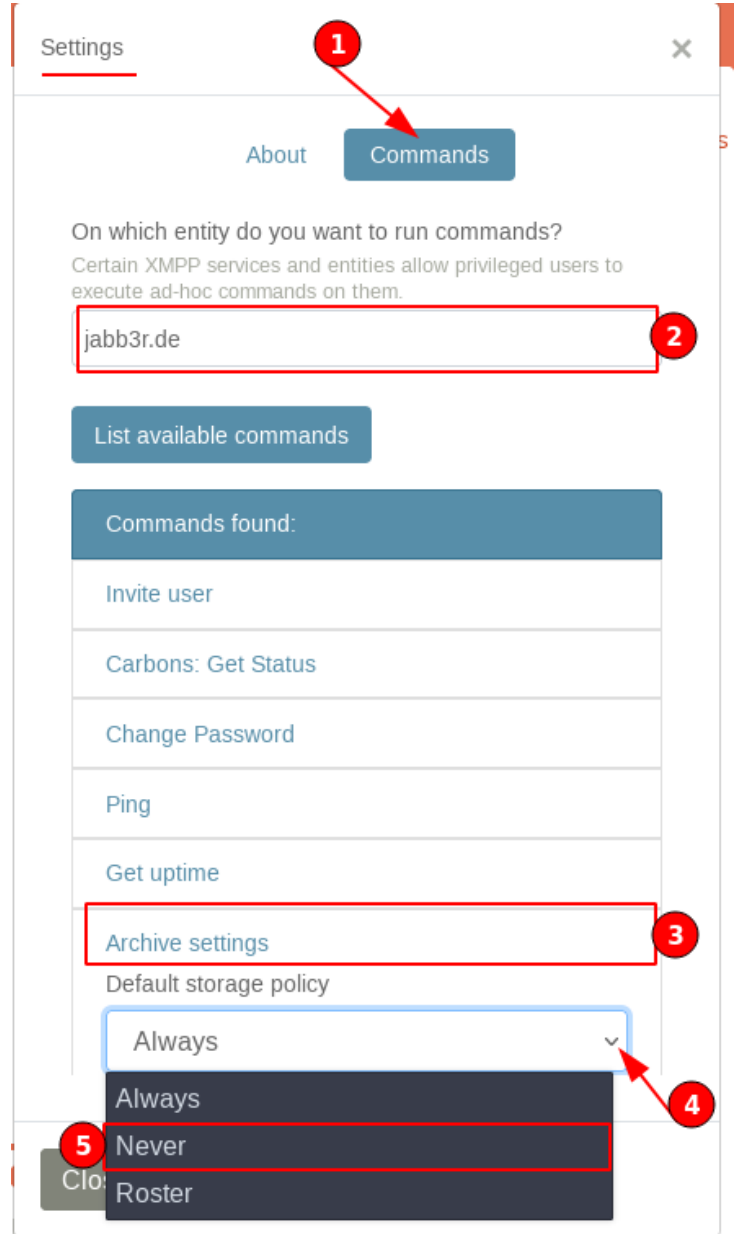 Settings
1
×
About
Commands
s
On which entity do you want to run commands?
Certain XMPP services and entities allow privileged users to
execute ad-hoc commands on them.
jabb3r.de
2
List available commands
Commands found:
Invite user
Carbons: Get Status
Change Password
Ping
Get uptime
Archive settings
3
Default storage policy
Always
4
Always
5
Never
Clos
Roster